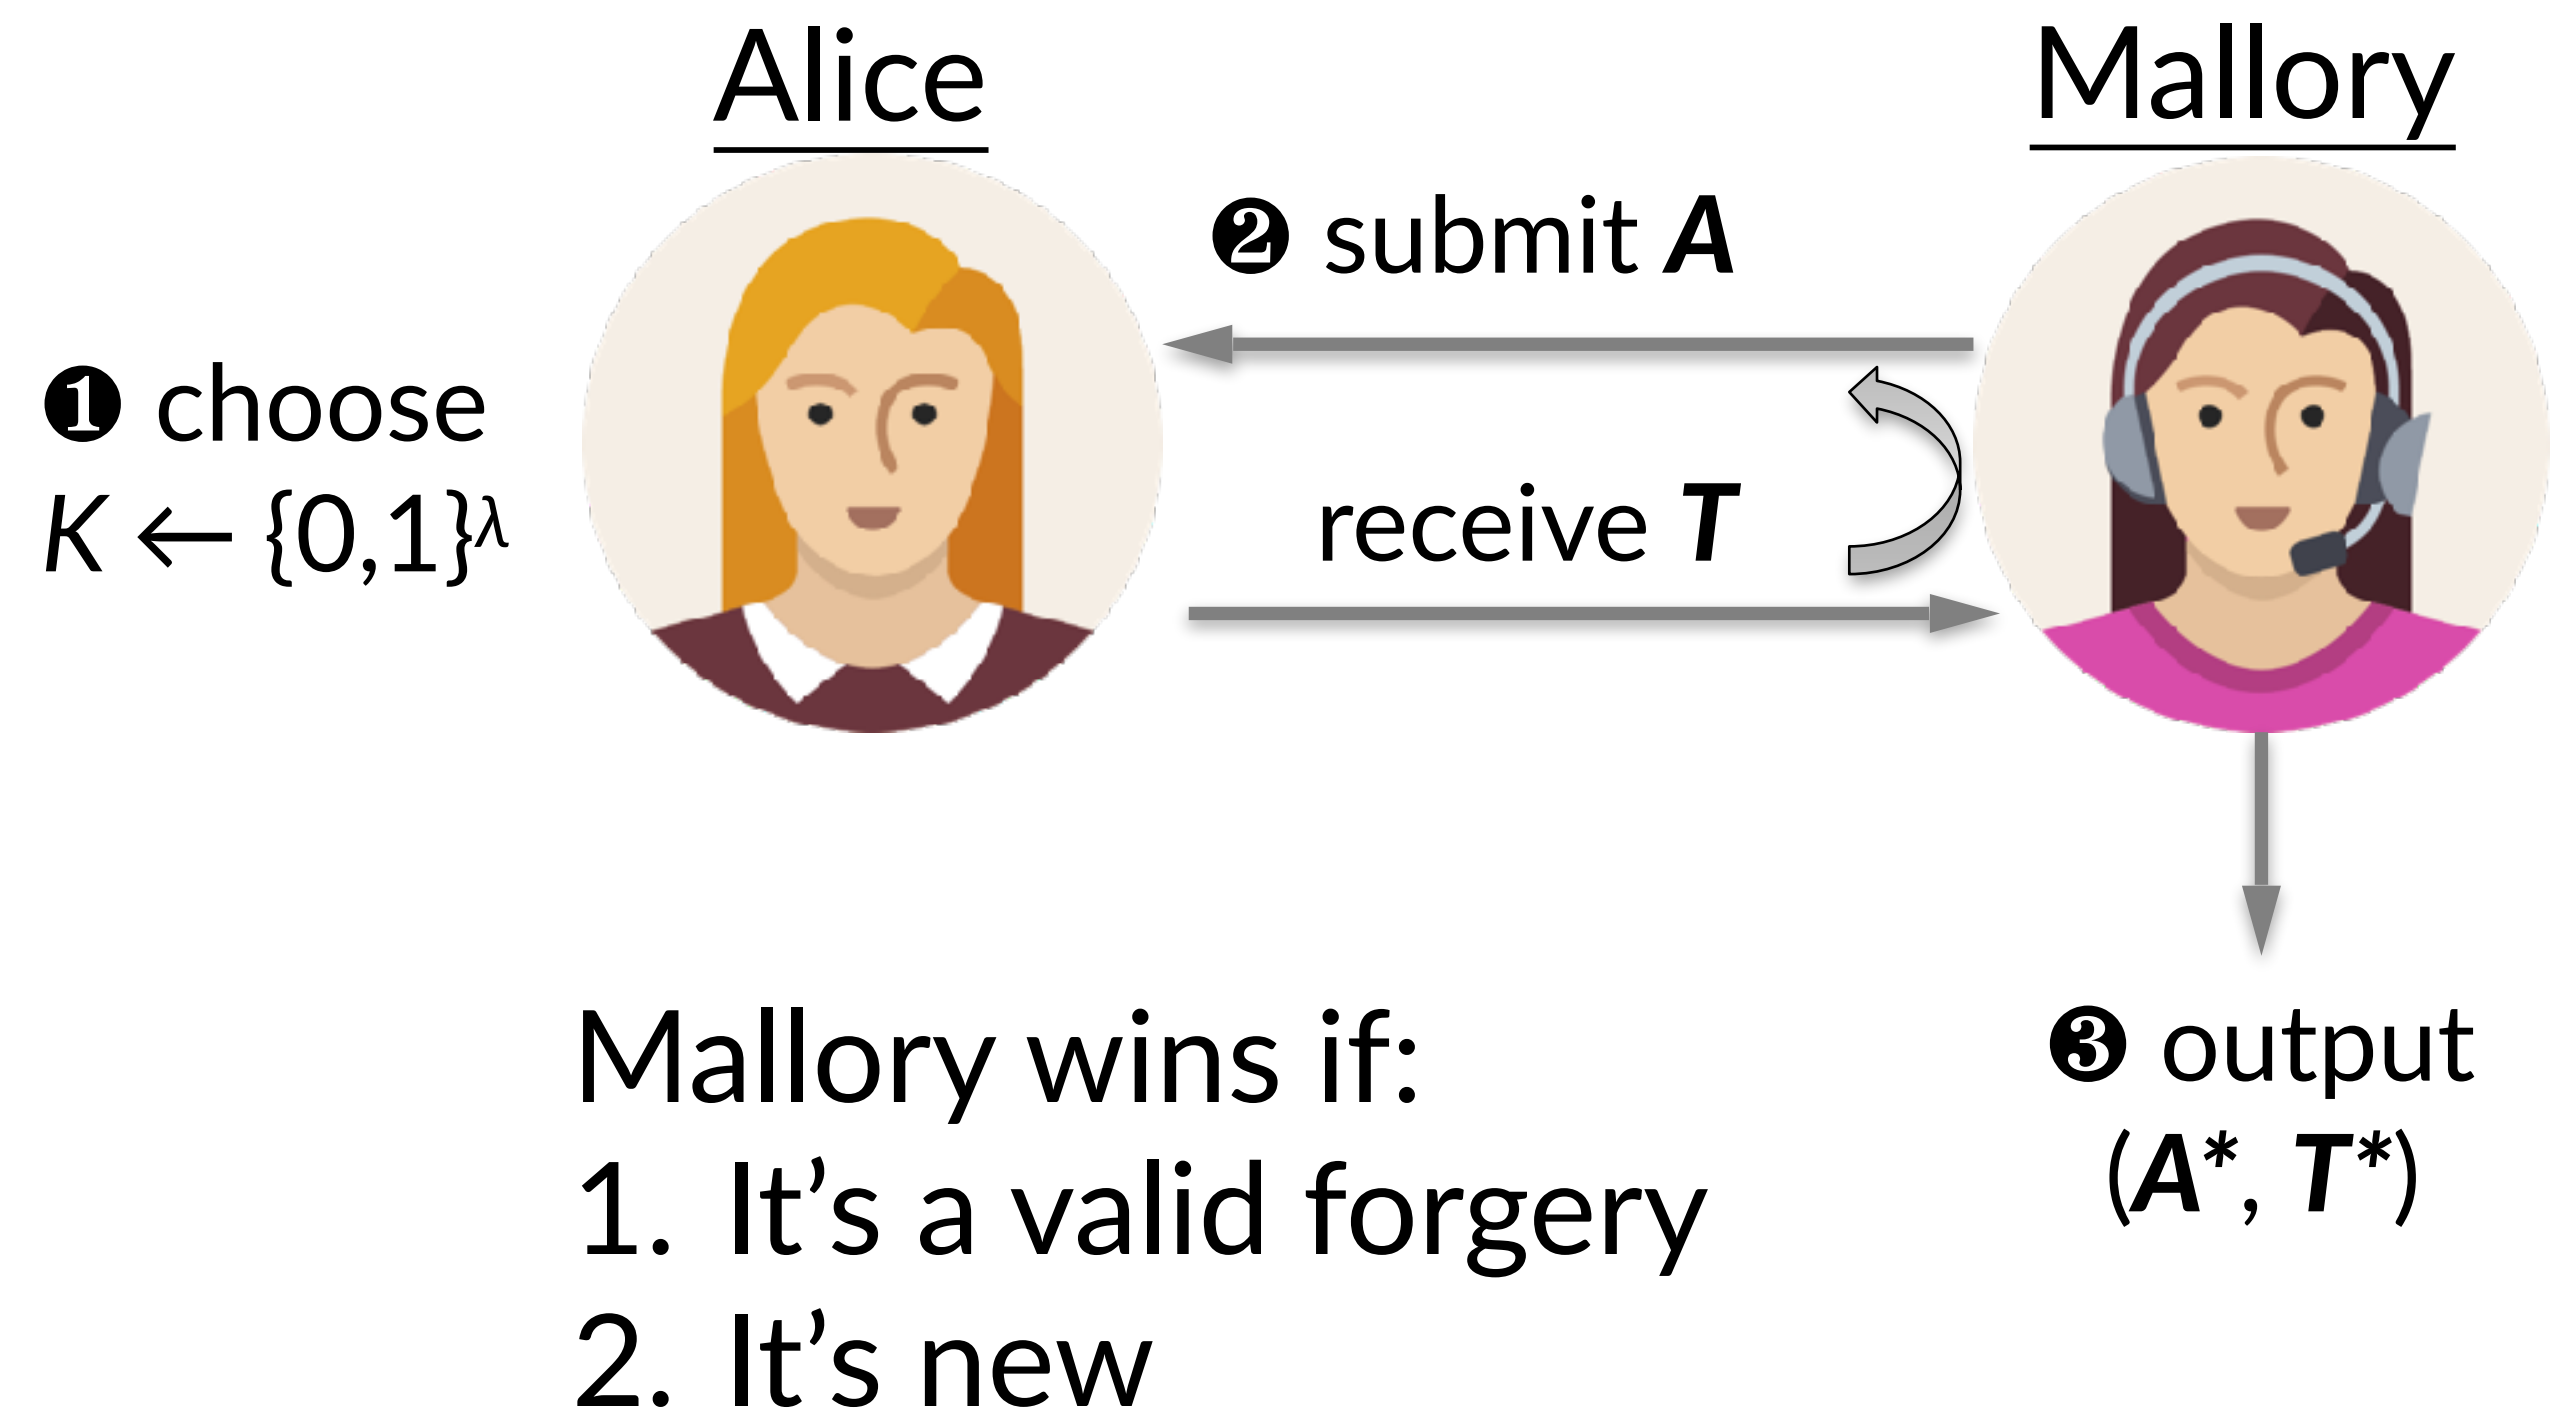 Alice
Mallory
❷ submit A
❶ choose
K ← {0,1}^λ
receive T
❸ output
(A*, T*)
Mallory wins if:
1. It’s a valid forgery
2. It’s new